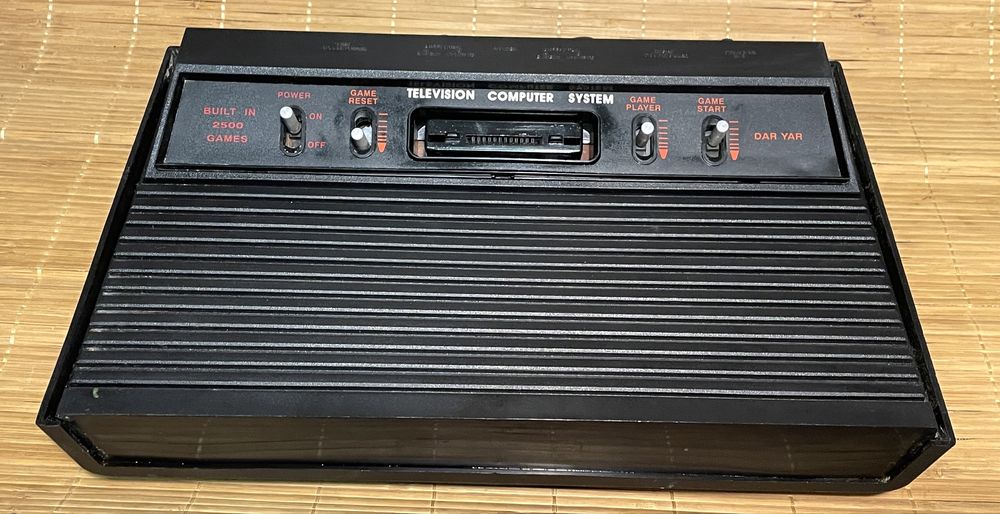 BUILT IN
2500
GAMES
POWER
ON
OFF
GAME
RESET
TELEVISION COMPUTER SYSTEM
GAME
PLAYER
GAME
START
DAR YAR